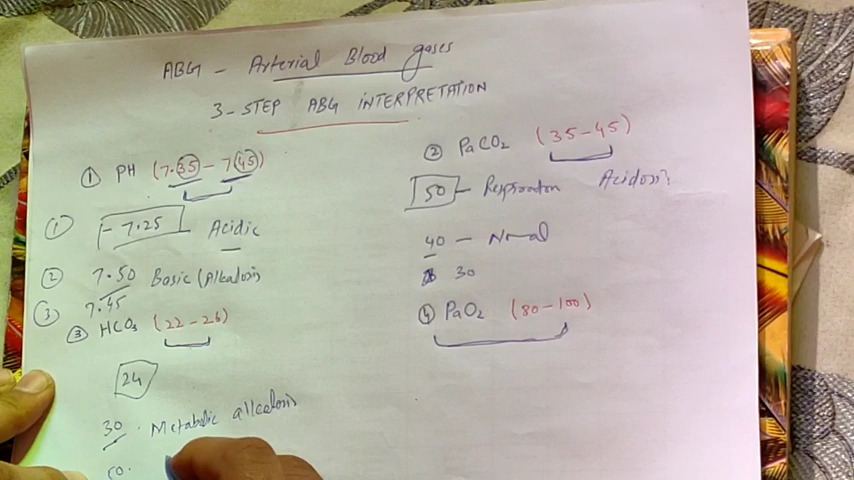 ABG - Arterial Blood gases
3-STEP ABG INTERPRETATION
① PH (7.35 - 7.45)
① - 7.25 Acidic
② 7.50 Basic (Alkalosis
③ 7.45
③ HCO3 (22-26)
24
30 . Metabolic alkalosis
② PaCO2 (35-45)
50 - Respiration Acidosis
40 - Normal
30
④ PaO2 (80-100)